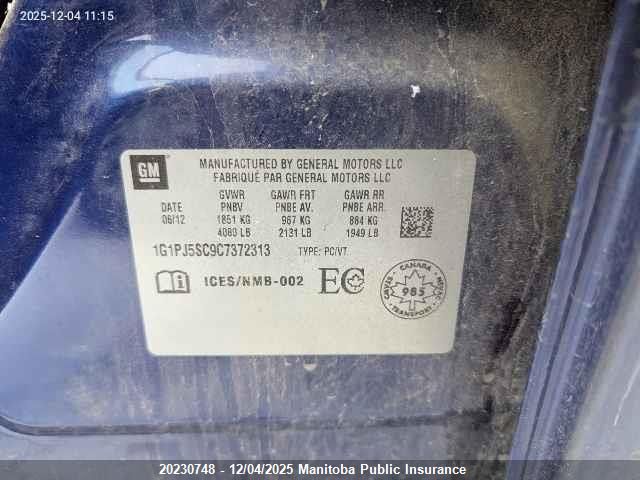 2025-12-04 11:15
GM
MANUFACTURED BY GENERAL MOTORS LLC
FABRIQUÉ PAR GENERAL MOTORS LLC
GVWR GAWR FRT GAWR RR
DATE PNBV PNBE AV. PNBE ARR.
06/12 1851 KG 967 KG 884 KG
4080 LB 2131 LB 1949 LB
1G1PJ5SC9C7372313 TYPE: PC/VT
ICES/NMB-002 EC
CANADA
985
TRANSPORT
20230748 - 12/04/2025 Manitoba Public Insurance